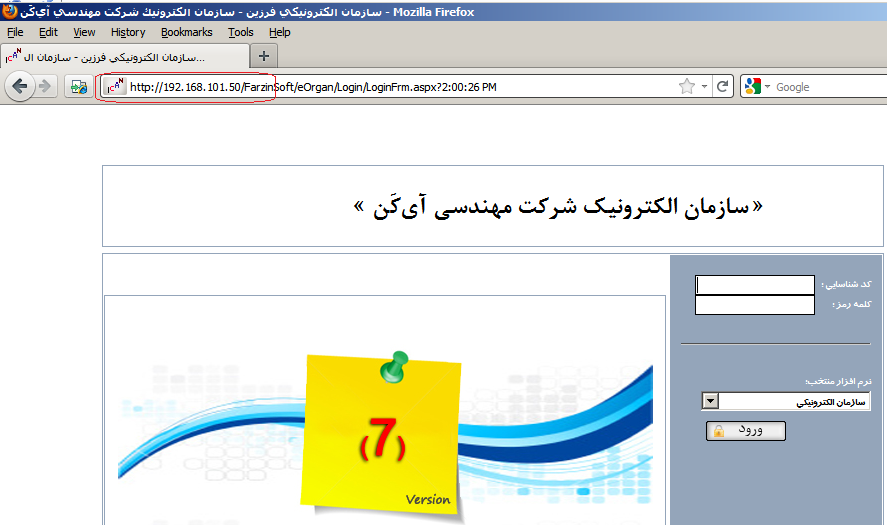 سازمان الكترونيكي فرزين - سازمان الكترونيك شركت مهندسي آي‌كَن - Mozilla Firefox
File Edit View History Bookmarks Tools Help
سازمان الكترونيكي فرزين - سازمان ال...
http://192.168.101.50/FarzinSoft/eOrgan/Login/LoginFrm.aspx?2:00:26 PM
Google
«سازمان الکترونیک شرکت مهندسی آی‌کَن »
کد شناسایی :
کلمه رمز :
نرم افزار منتخب:
سازمان الكترونيكي
ورود
(7)
Version